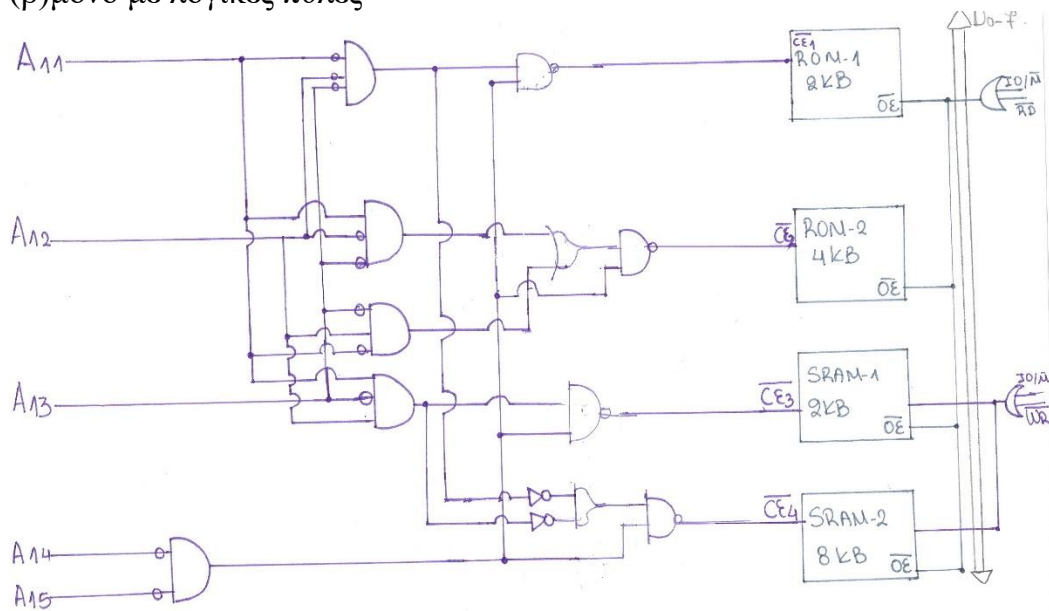 (β)μόνο με λογικές πύλες
D0-7
A11
CE1
ROM-1
2KB
OE
IO/M
RD
A12
CE2
ROM-2
4KB
OE
A13
CE3
SRAM-1
2KB
OE
IO/M
WR
A14
A15
CE4
SRAM-2
8KB
OE